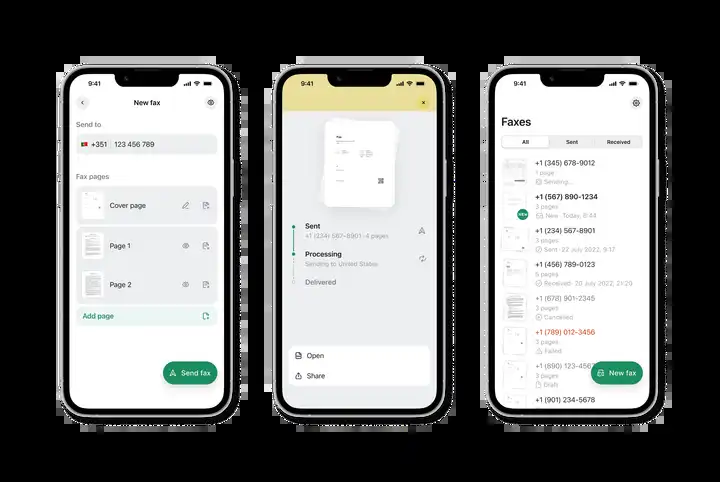 9:41
New fax
Send to
+351 123 456 789
Fax pages
Cover page
Page 1
Page 2
Add page
Send fax
9:41
Sent
+1 (234) 567-8901·4 pages
Processing
Sending to United States
Delivered
Open
Share
9:41
Faxes
All Sent Received
+1 (345) 678-9012
1 page
Sending...
+1 (567) 890-1234
3 pages
NEW
New · Today, 8:44
+1 (234) 567-8901
3 pages
Sent · 22 July 2022, 9:17
+1 (456) 789-0123
5 pages
Received · 20 July 2022, 21:20
+1 (678) 901-2345
3 pages
Canceled
+1 (789) 012-3456
3 pages
Failed
+1 (890) 123-4567
3 pages
Draft
New fax
+1 (901) 234-5678